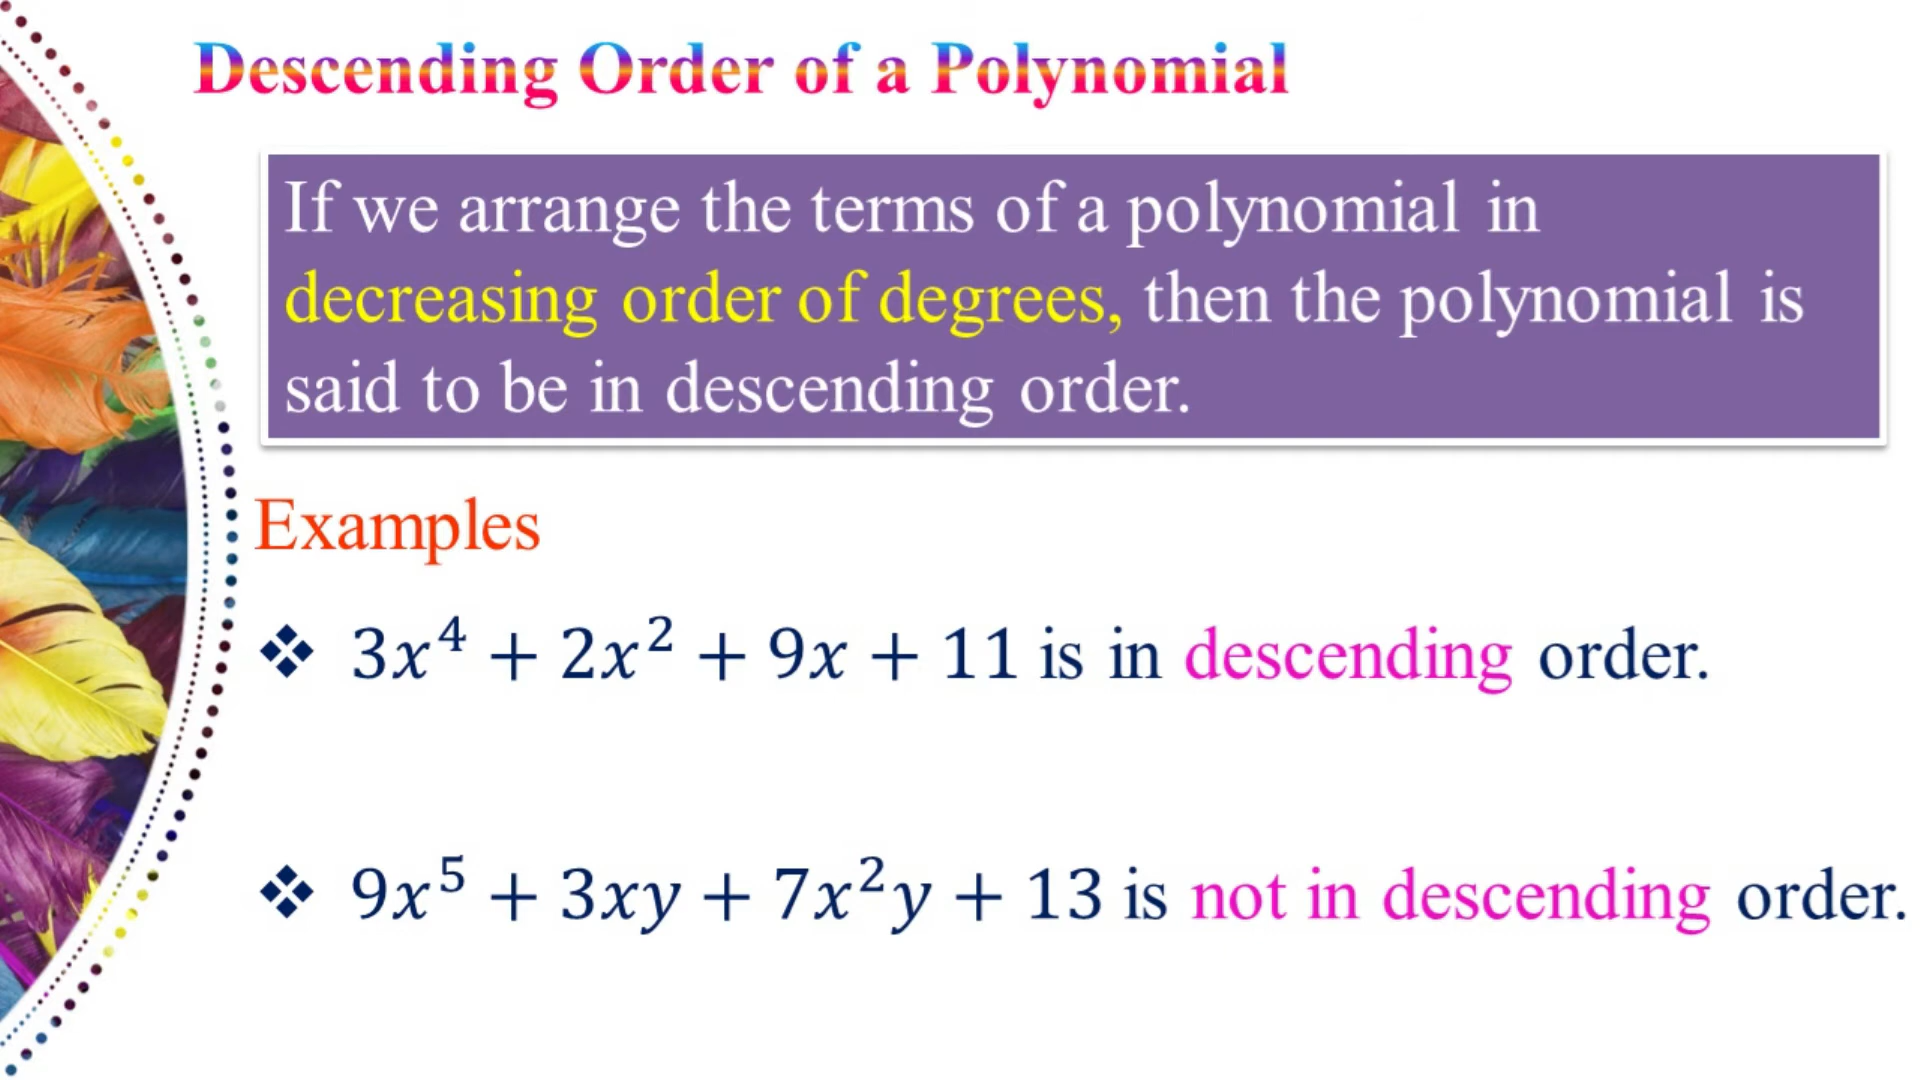 Descending Order of a Polynomial
If we arrange the terms of a polynomial in
decreasing order of degrees, then the polynomial is
said to be in descending order.
Examples
❖ 3x⁴ + 2x² + 9x + 11 is in descending order.
❖ 9x⁵ + 3xy + 7x²y + 13 is not in descending order.